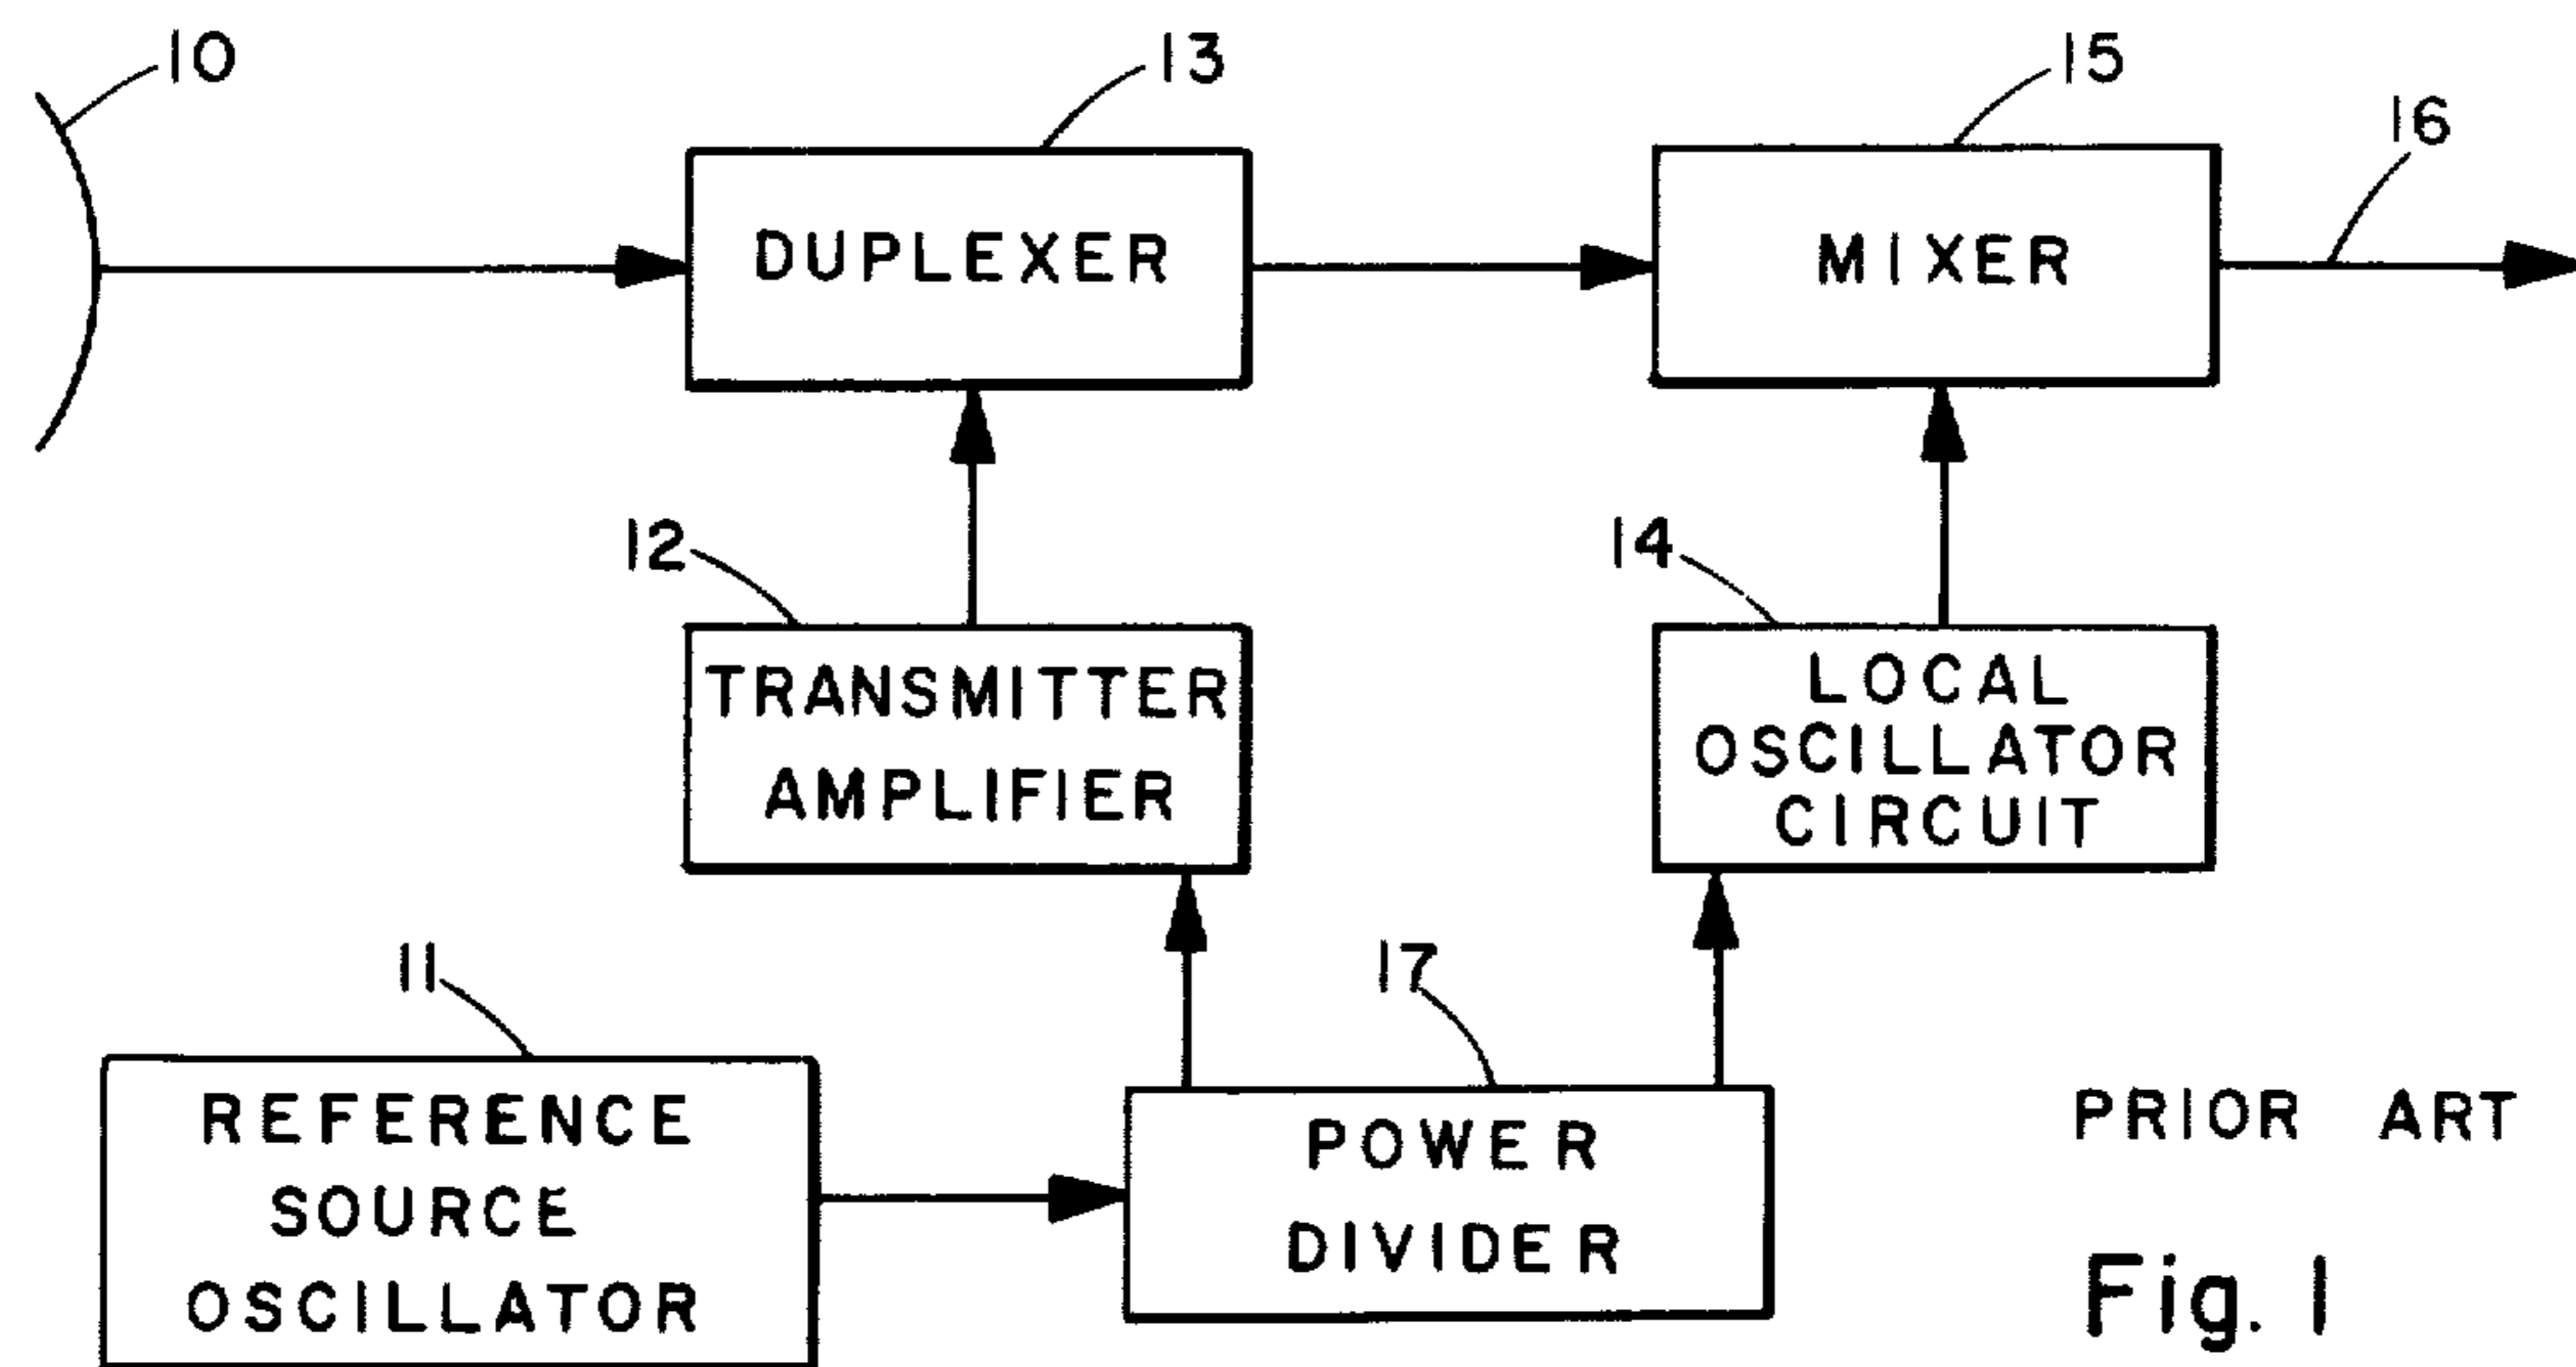 10
13
15
16
DUPLEXER
MIXER
12
14
TRANSMITTER
AMPLIFIER
LOCAL
OSCILLATOR
CIRCUIT
11
17
REFERENCE
SOURCE
OSCILLATOR
POWER
DIVIDER
PRIOR ART
Fig. 1